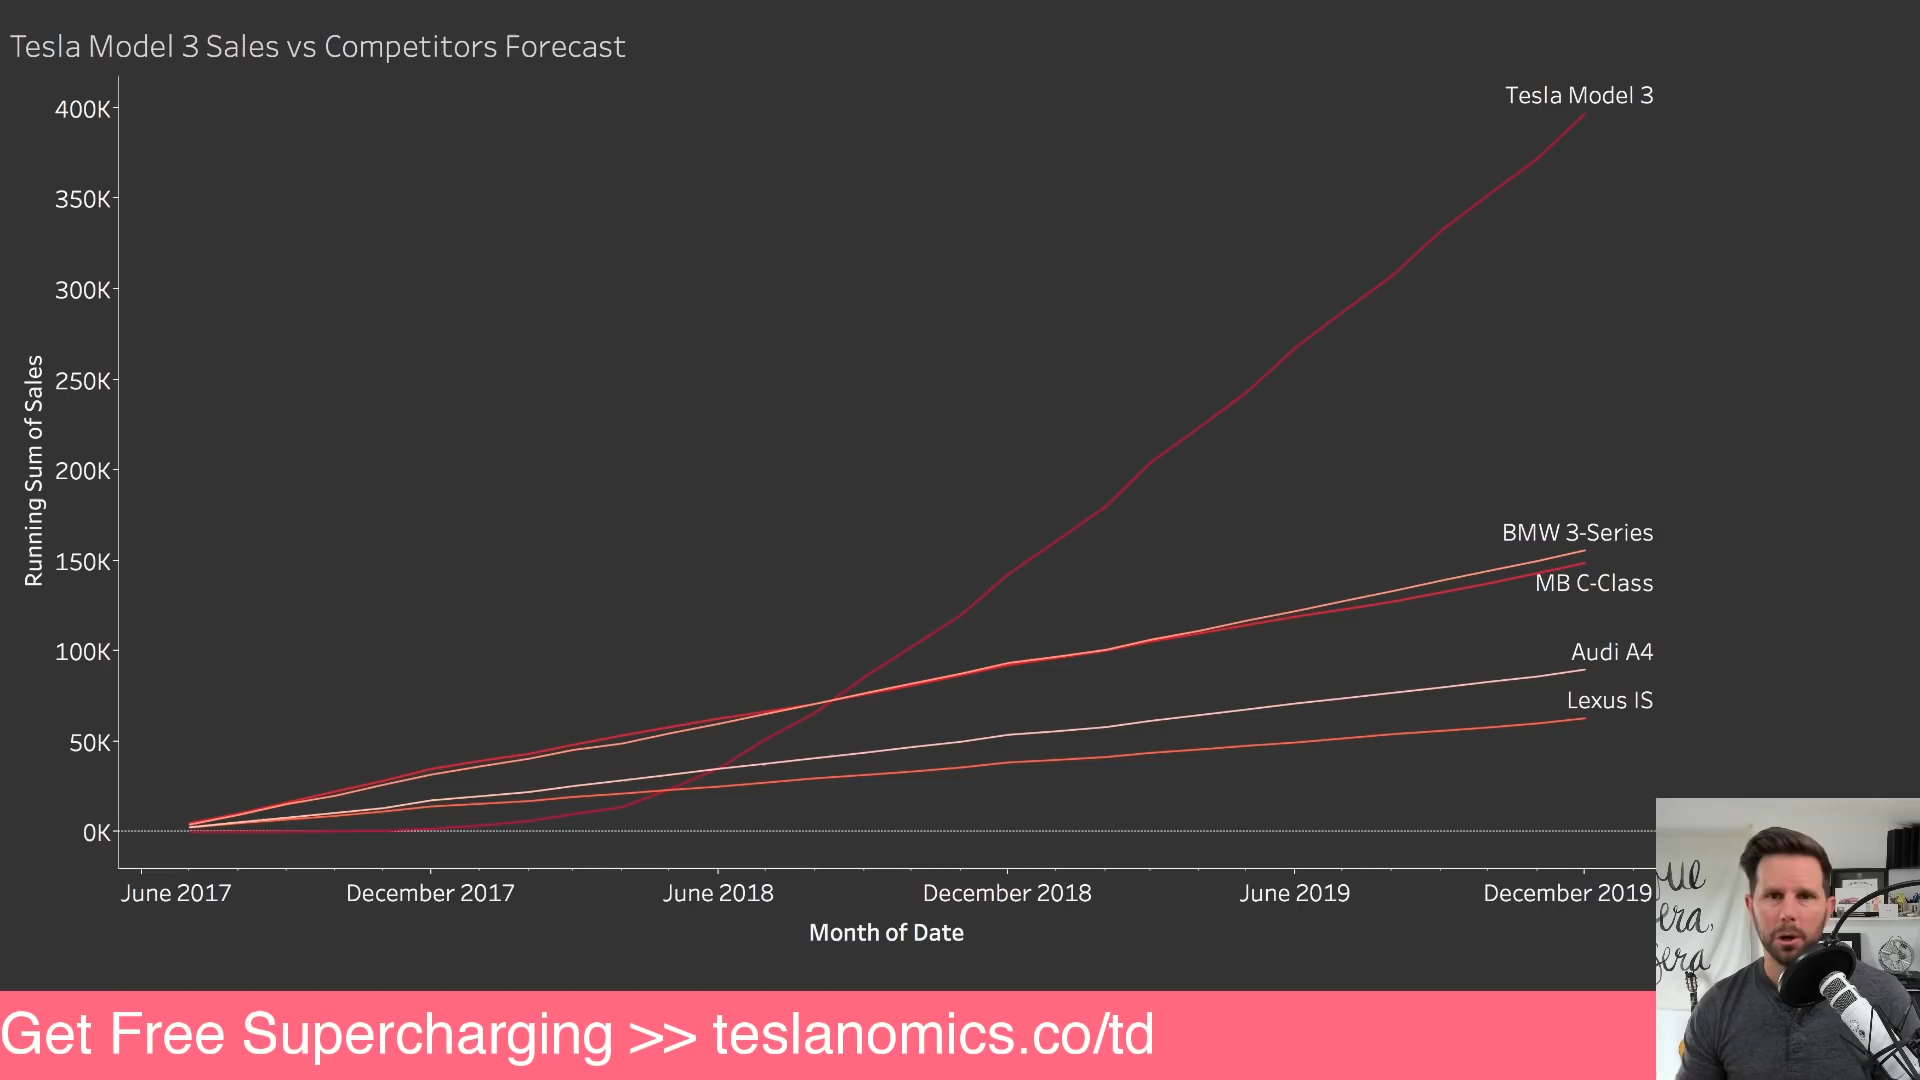 Tesla Model 3 Sales vs Competitors Forecast
Running Sum of Sales
400K
350K
300K
250K
200K
150K
100K
50K
0K
Tesla Model 3
BMW 3-Series
MB C-Class
Audi A4
Lexus IS
June 2017
December 2017
June 2018
December 2018
June 2019
December 2019
Month of Date
Get Free Supercharging >> teslanomics.co/td